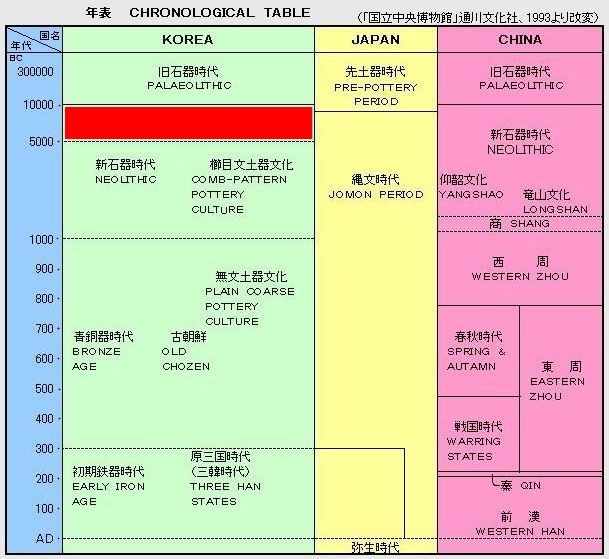 年表 CHRONOLOGICAL TABLE
(「国立中央博物館」通川文化社、1993より改変)
国名
年代
KOREA
JAPAN
CHINA
BC
300000
10000
5000
1000
900
800
700
600
500
400
300
200
100
AD
旧石器時代
PALAEOLITHIC
新石器時代
NEOLITHIC
櫛目文土器文化
COMB-PATTERN
POTTERY
CULTURE
無文土器文化
PLAIN COARSE
POTTERY
CULTURE
青銅器時代
BRONZE
AGE
古朝鮮
OLD
CHOZEN
初期鉄器時代
EARLY IRON
AGE
原三国時代
(三韓時代)
THREE HAN
STATES
先土器時代
PRE-POTTERY
PERIOD
縄文時代
JOMON PERIOD
弥生時代
旧石器時代
PALAEOLITHIC
新石器時代
NEOLITHIC
仰韶文化
YANGSHAO
竜山文化
LONGSHAN
商 SHANG
西 周
WESTERN ZHOU
春秋時代
SPRING &
AUTAMN
東 周
EASTERN
ZHOU
戦国時代
WARRING
STATES
秦 QIN
前 漢
WESTERN HAN